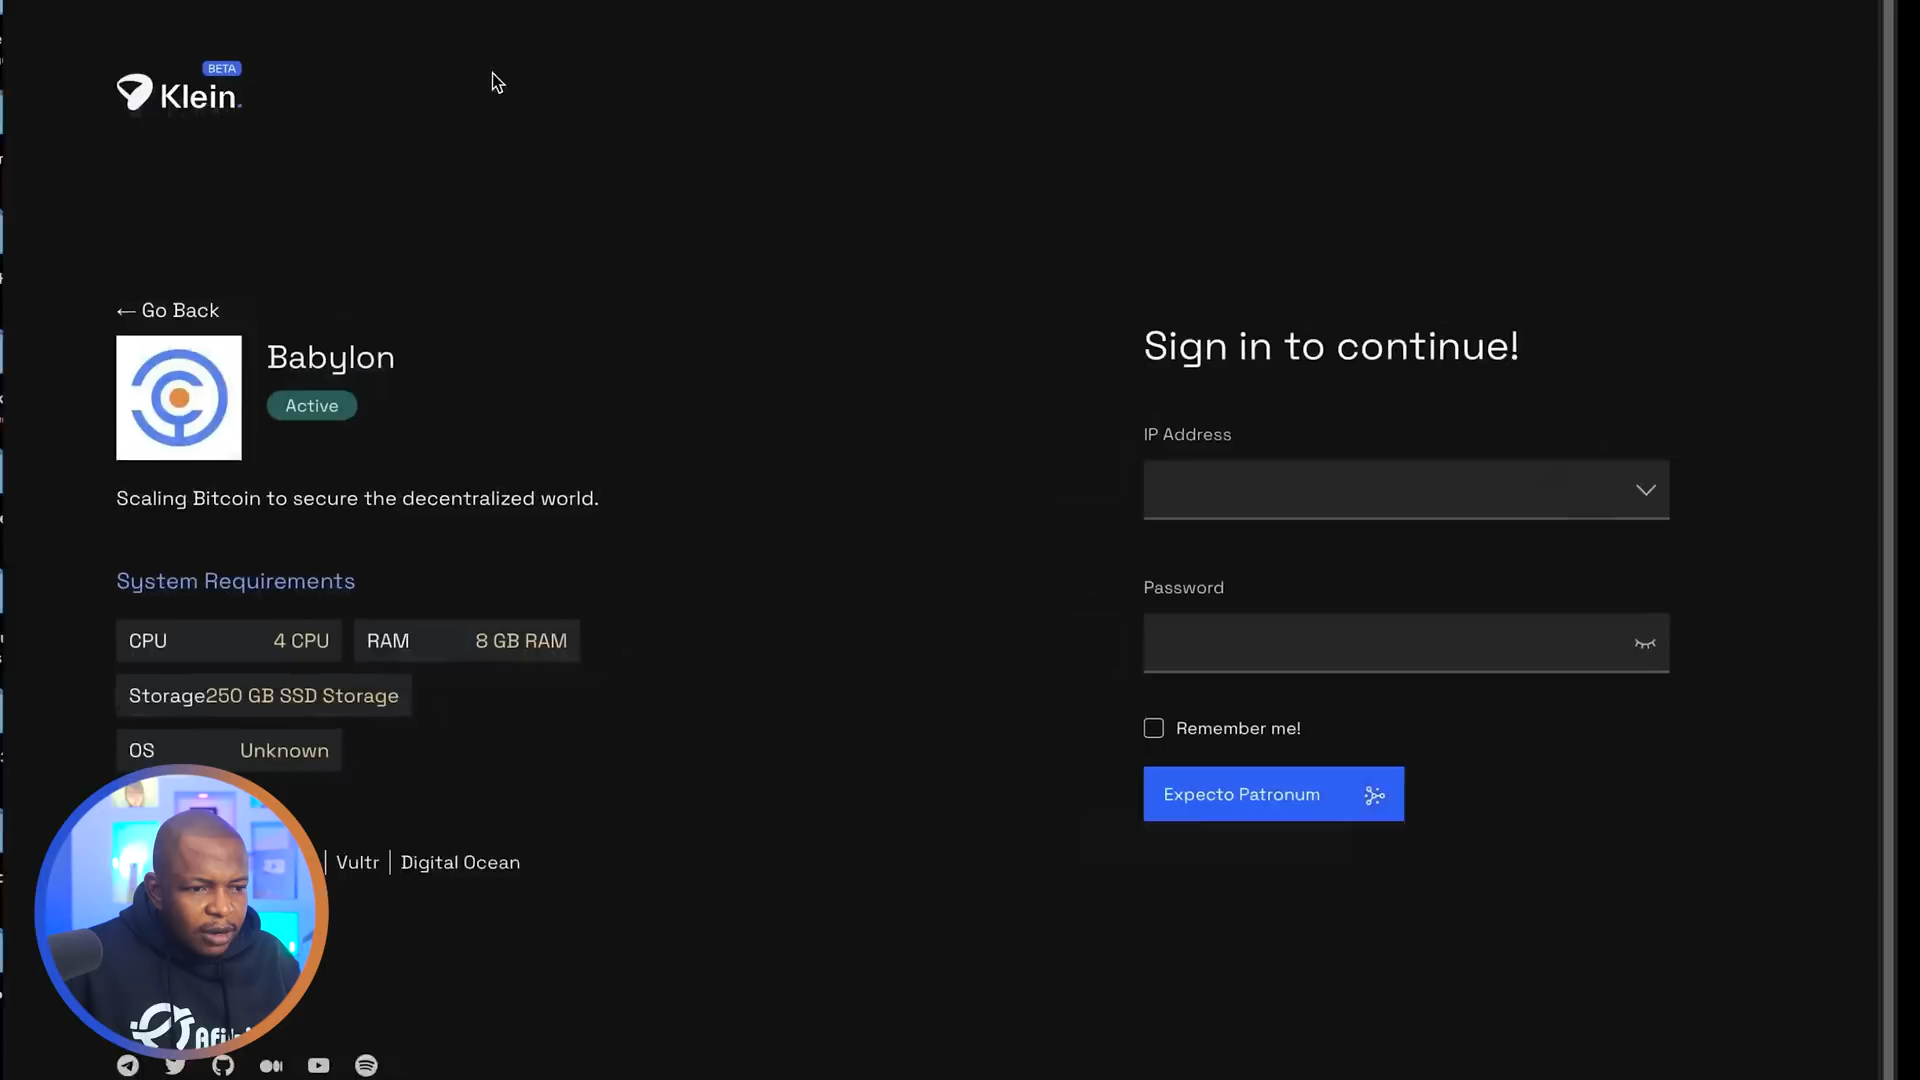 BETA
Klein.
← Go Back
Babylon
Active
Scaling Bitcoin to secure the decentralized world.
System Requirements
CPU 4 CPU
RAM 8 GB RAM
Storage250 GB SSD Storage
OS Unknown
| Vultr | Digital Ocean
Sign in to continue!
IP Address
Password
Remember me!
Expecto Patronum